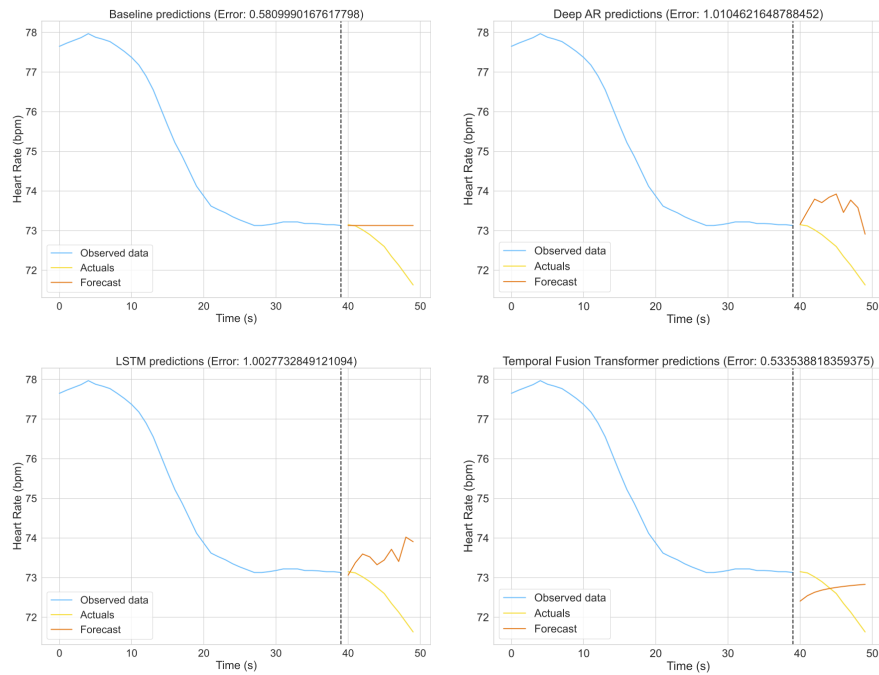 Baseline predictions (Error: 0.5809990167617798)
78
77
76
75
74
73
72
Heart Rate (bpm)
Observed data
Actuals
Forecast
0
10
20
30
40
50
Time (s)
Deep AR predictions (Error: 1.0104621648788452)
78
77
76
75
74
73
72
Heart Rate (bpm)
Observed data
Actuals
Forecast
0
10
20
30
40
50
Time (s)
LSTM predictions (Error: 1.0027732849121094)
78
77
76
75
74
73
72
Heart Rate (bpm)
Observed data
Actuals
Forecast
0
10
20
30
40
50
Time (s)
Temporal Fusion Transformer predictions (Error: 0.533538818359375)
78
77
76
75
74
73
72
Heart Rate (bpm)
Observed data
Actuals
Forecast
0
10
20
30
40
50
Time (s)